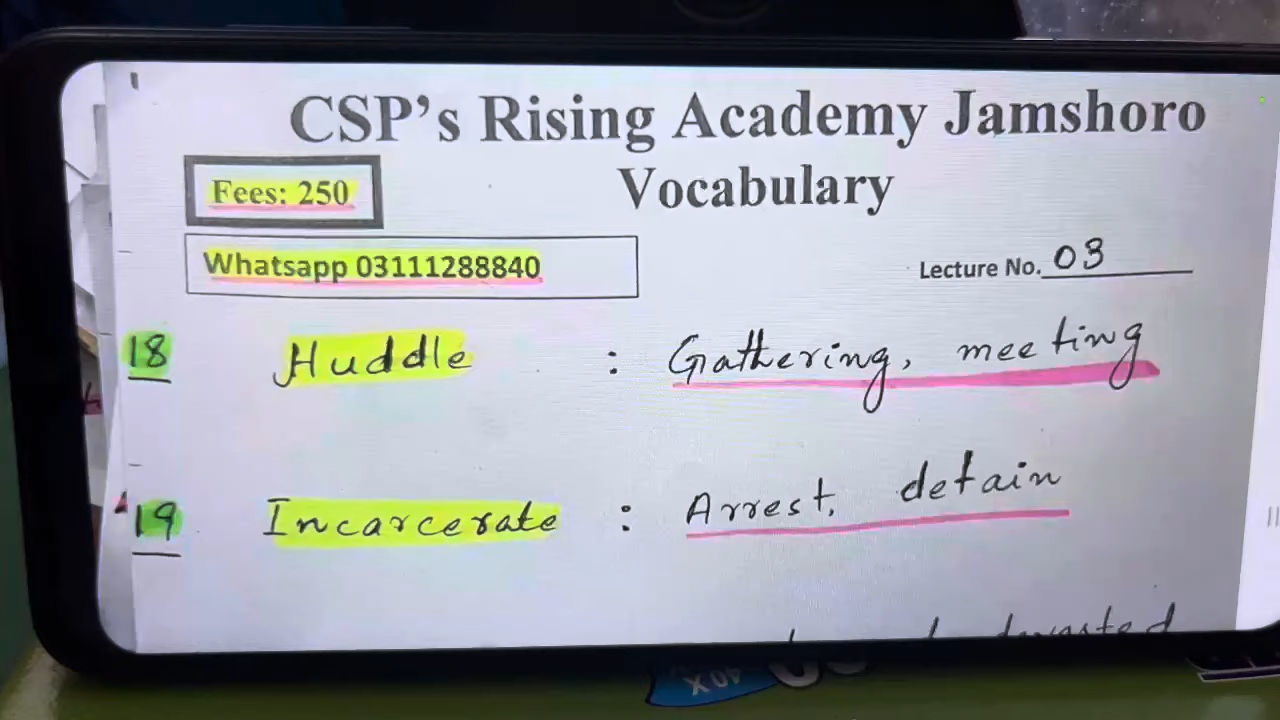 CSP's Rising Academy Jamshoro
Fees: 250
Vocabulary
Whatsapp 03111288840
Lecture No. 03
18 Huddle : Gathering, meeting
19 Incarcerate : Arrest, detain
40X